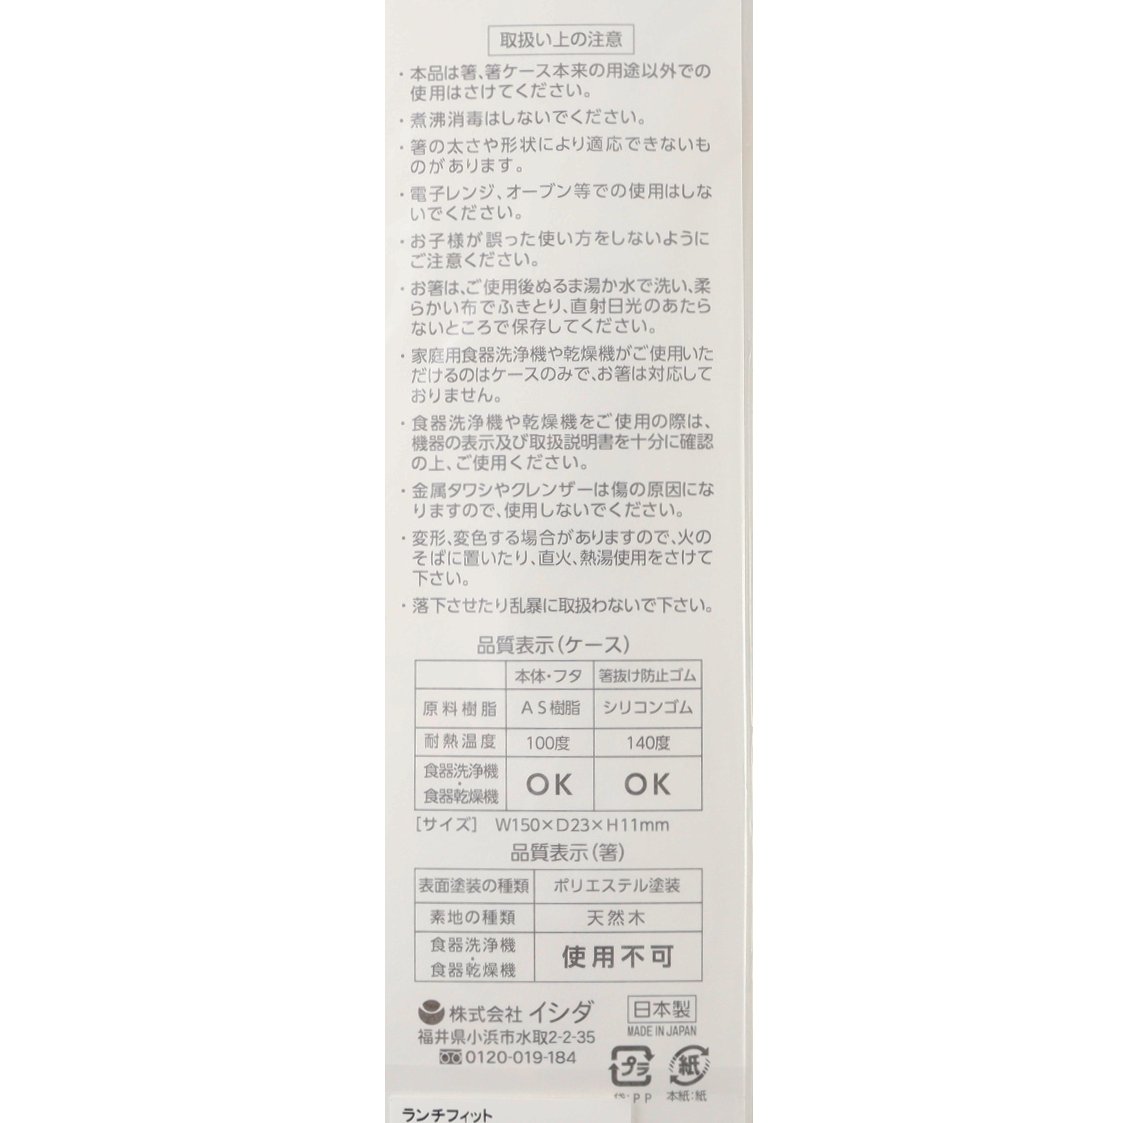 取扱い上の注意
・本品は箸、箸ケース本来の用途以外での
使用はさけてください。
・煮沸消毒はしないでください。
・箸の太さや形状により適応できないも
のがあります。
・電子レンジ、オーブン等での使用はしな
いでください。
・お子様が誤った使い方をしないように
ご注意ください。
・お箸は、ご使用後ぬるま湯か水で洗い、柔
らかい布でふきとり、直射日光のあたら
ないところで保存してください。
・家庭用食器洗浄機や乾燥機がご使用いた
だけるのはケースのみで、お箸は対応して
おりません。
・食器洗浄機や乾燥機をご使用の際は、
機器の表示及び取扱説明書を十分に確認
の上、ご使用ください。
・金属タワシやクレンザーは傷の原因にな
りますので、使用しないでください。
・変形、変色する場合がありますので、火の
そばに置いたり、直火、熱湯使用をさけて
下さい。
・落下させたり乱暴に取扱わないで下さい。
品質表示(ケース)
本体・フタ 箸抜け防止ゴム
原料樹脂 AS樹脂 シリコンゴム
耐熱温度 100度 140度
食器洗浄機
・
食器乾燥機 OK OK
[サイズ] W150×D23×H11mm
品質表示(箸)
表面塗装の種類 ポリエステル塗装
素地の種類 天然木
食器洗浄機
・
食器乾燥機 使用不可
株式会社 イシダ
福井県小浜市水取2-2-35
0120-019-184
日本製
MADE IN JAPAN
プラ 紙
PP 本紙:紙
ランチフィット